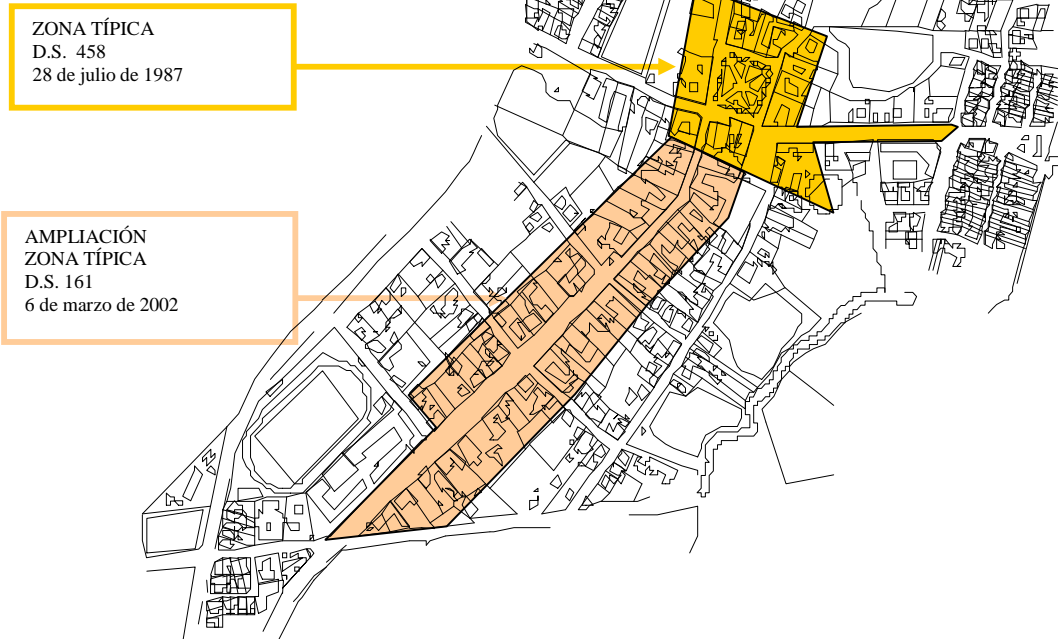 ZONA TÍPICA
D.S. 458
28 de julio de 1987
AMPLIACIÓN
ZONA TÍPICA
D.S. 161
6 de marzo de 2002